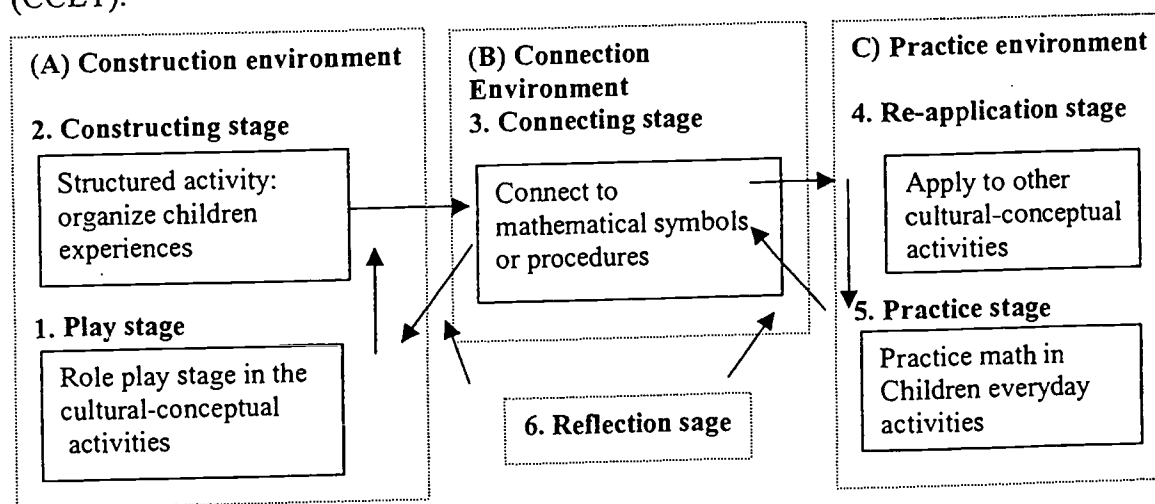 (CCLT).
(A) Construction environment
2. Constructing stage
Structured activity:
organize children
experiences
1. Play stage
Role play stage in the
cultural-conceptual
activities
(B) Connection
Environment
3. Connecting stage
Connect to
mathematical symbols
or procedures
6. Reflection sage
C) Practice environment
4. Re-application stage
Apply to other
cultural-conceptual
activities
5. Practice stage
Practice math in
Children everyday
activities